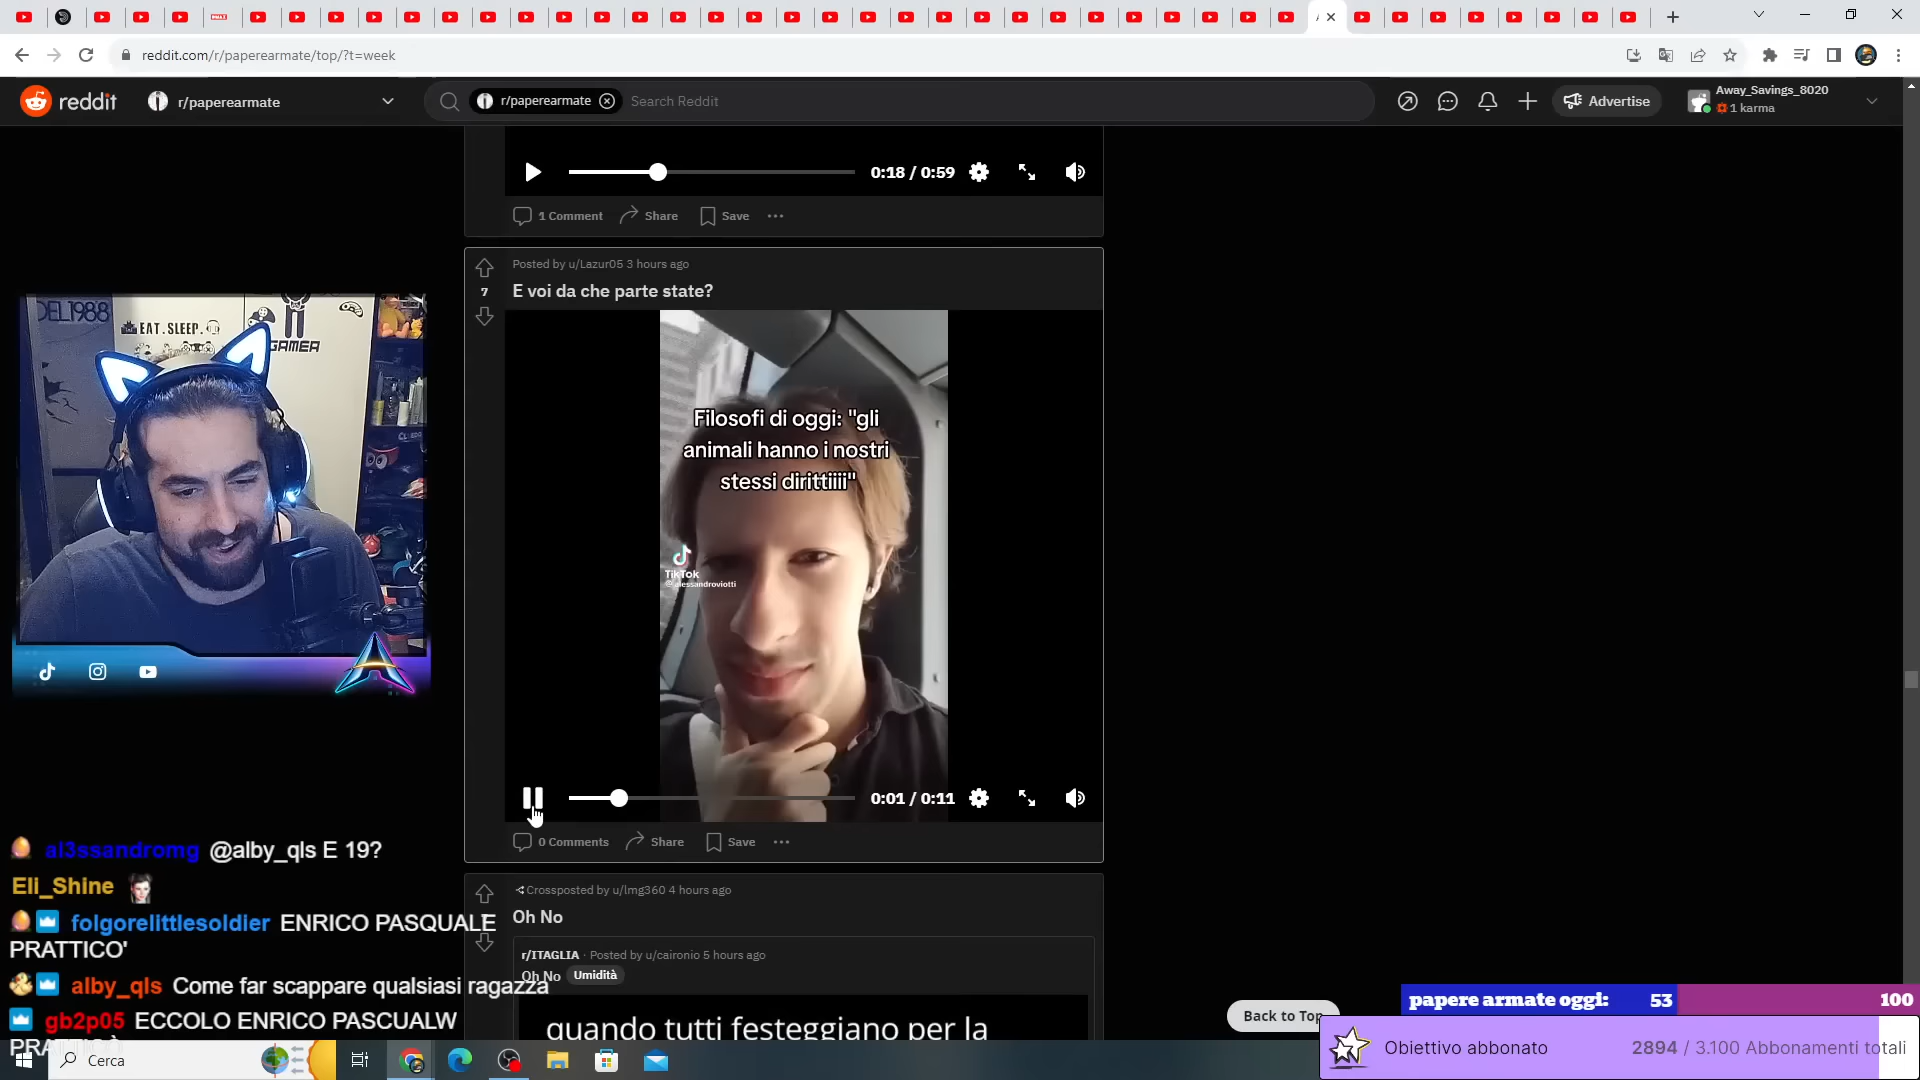 reddit.com/r/paperearmate/top/?t=week
reddit
r/paperearmate
r/paperearmate
Search Reddit
Advertise
Away_Savings_8020
1 karma
0:18 / 0:59
1 Comment
Share
Save
Posted by u/Lazur05 3 hours ago
7
E voi da che parte state?
DEL1988
EAT.SLEEP.
GAMER
Filosofi di oggi: "gli
animali hanno i nostri
stessi dirittiiii"
TikTok
@alessandroviotti
0:01 / 0:11
0 Comments
Share
Save
Crossposted by u/lmg360 4 hours ago
Oh No
r/ITAGLIA · Posted by u/caironio 5 hours ago
Oh No
Umidità
quando tutti festeggiano per la
al3ssandromg @alby_qls E 19?
Eli_Shine
folgorelittlesoldier ENRICO PASQUALE
PRATTICO'
alby_qls Come far scappare qualsiasi ragazza
gb2p05 ECCOLO ENRICO PASCUALW
Back to Top
papere armate oggi: 53
100
Obiettivo abbonato
2894 / 3.100 Abbonamenti totali
Cerca